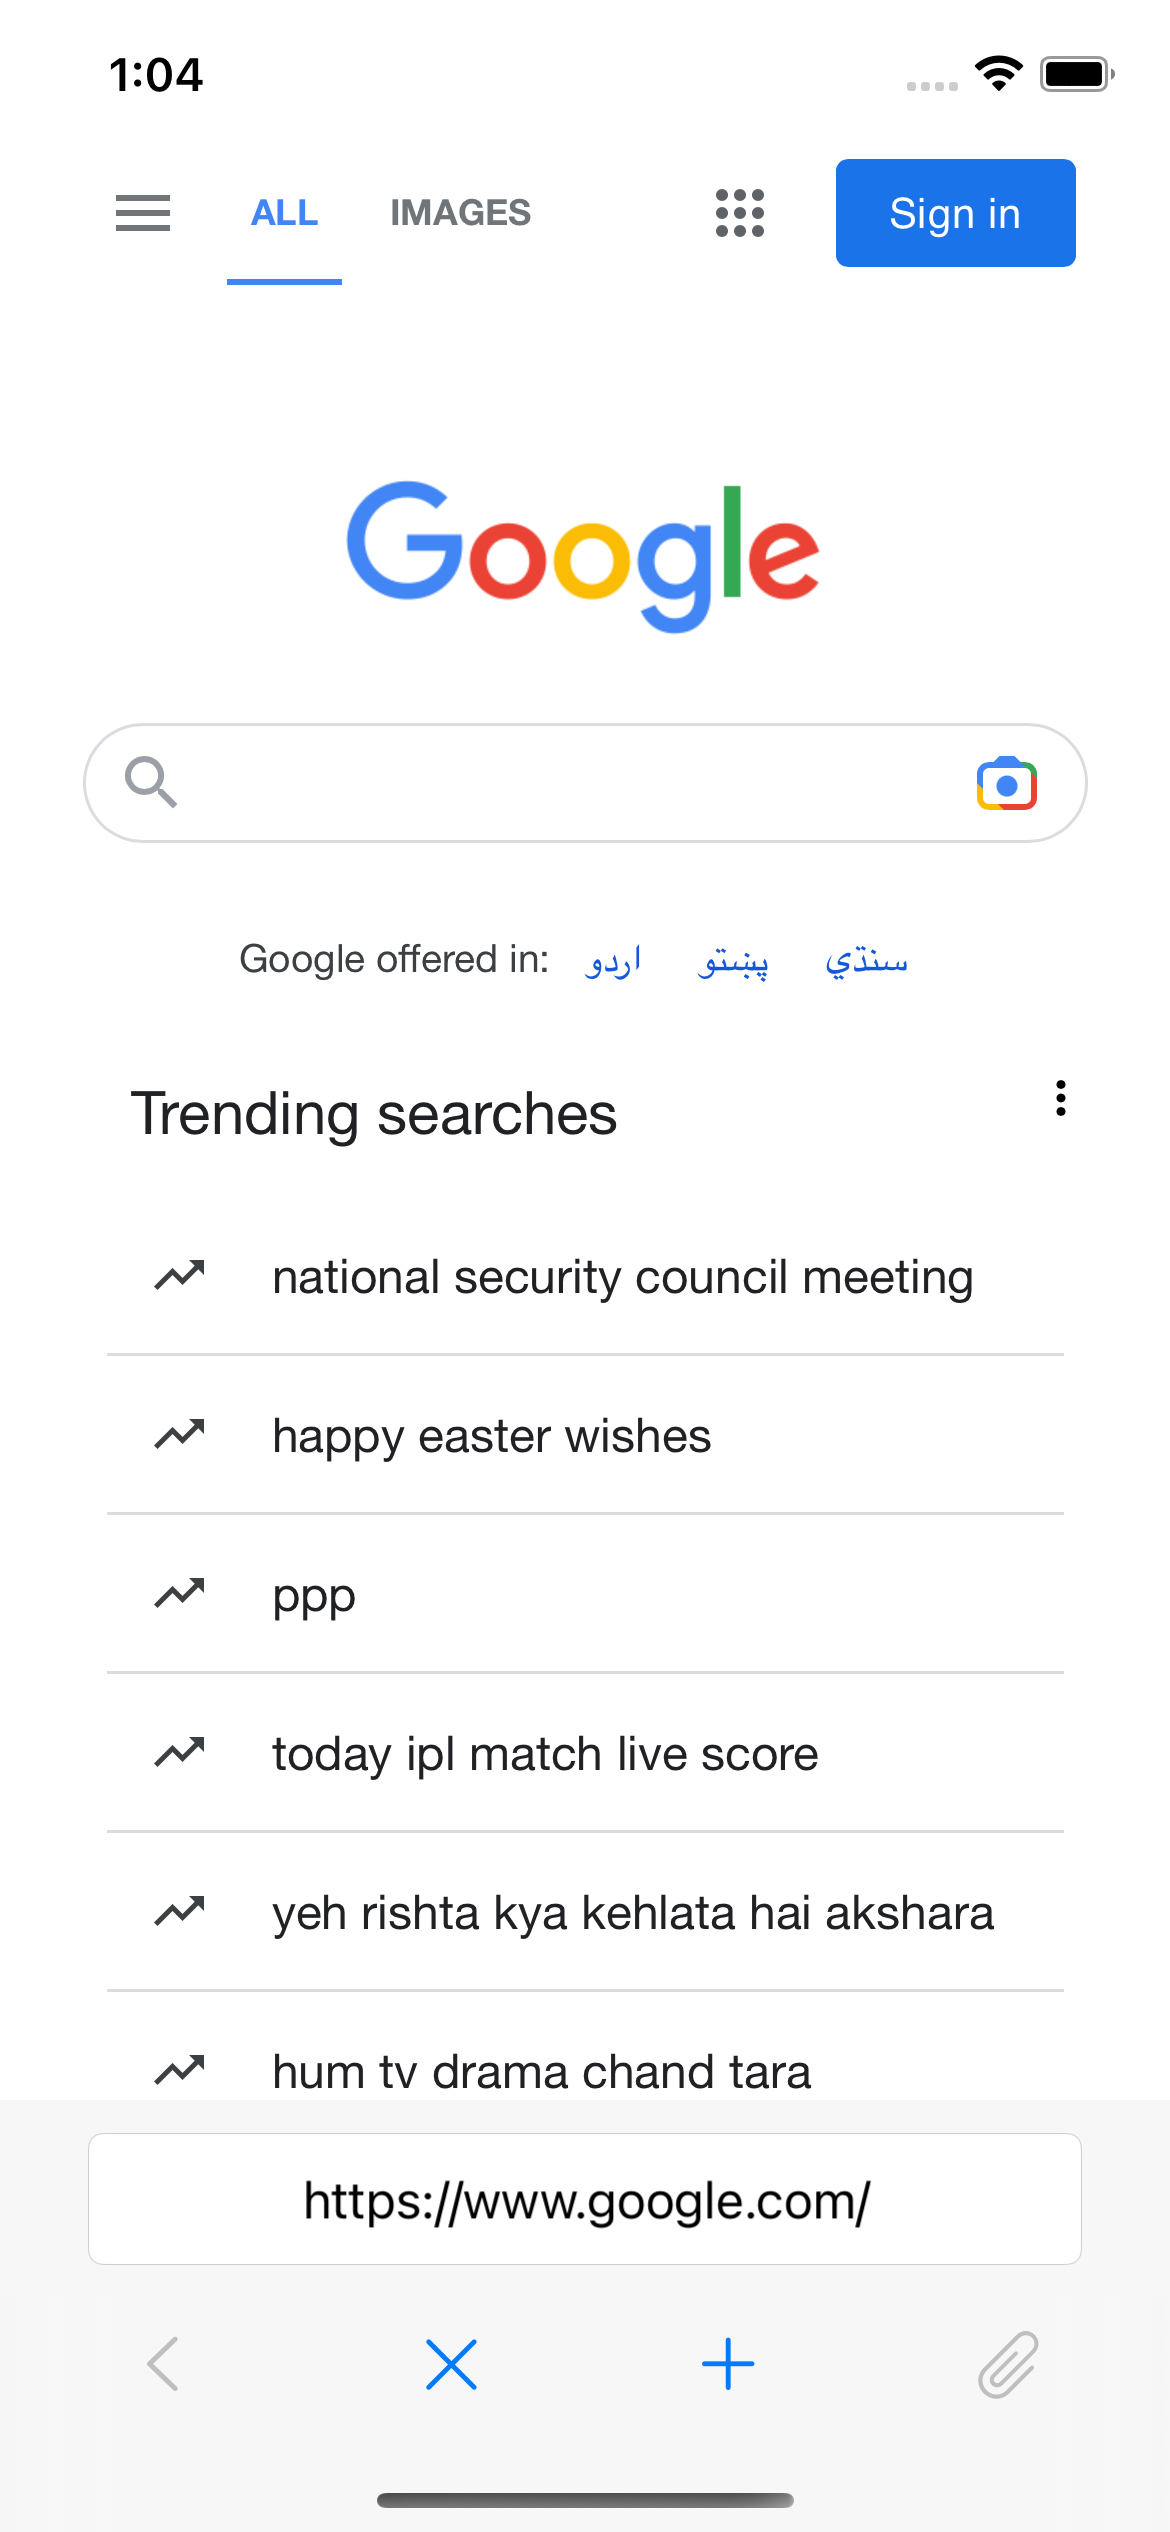 1:04
ALL IMAGES Sign in
Google
Google offered in: اردو پښتو سنڌي
Trending searches
national security council meeting
happy easter wishes
ppp
today ipl match live score
yeh rishta kya kehlata hai akshara
hum tv drama chand tara
https://www.google.com/